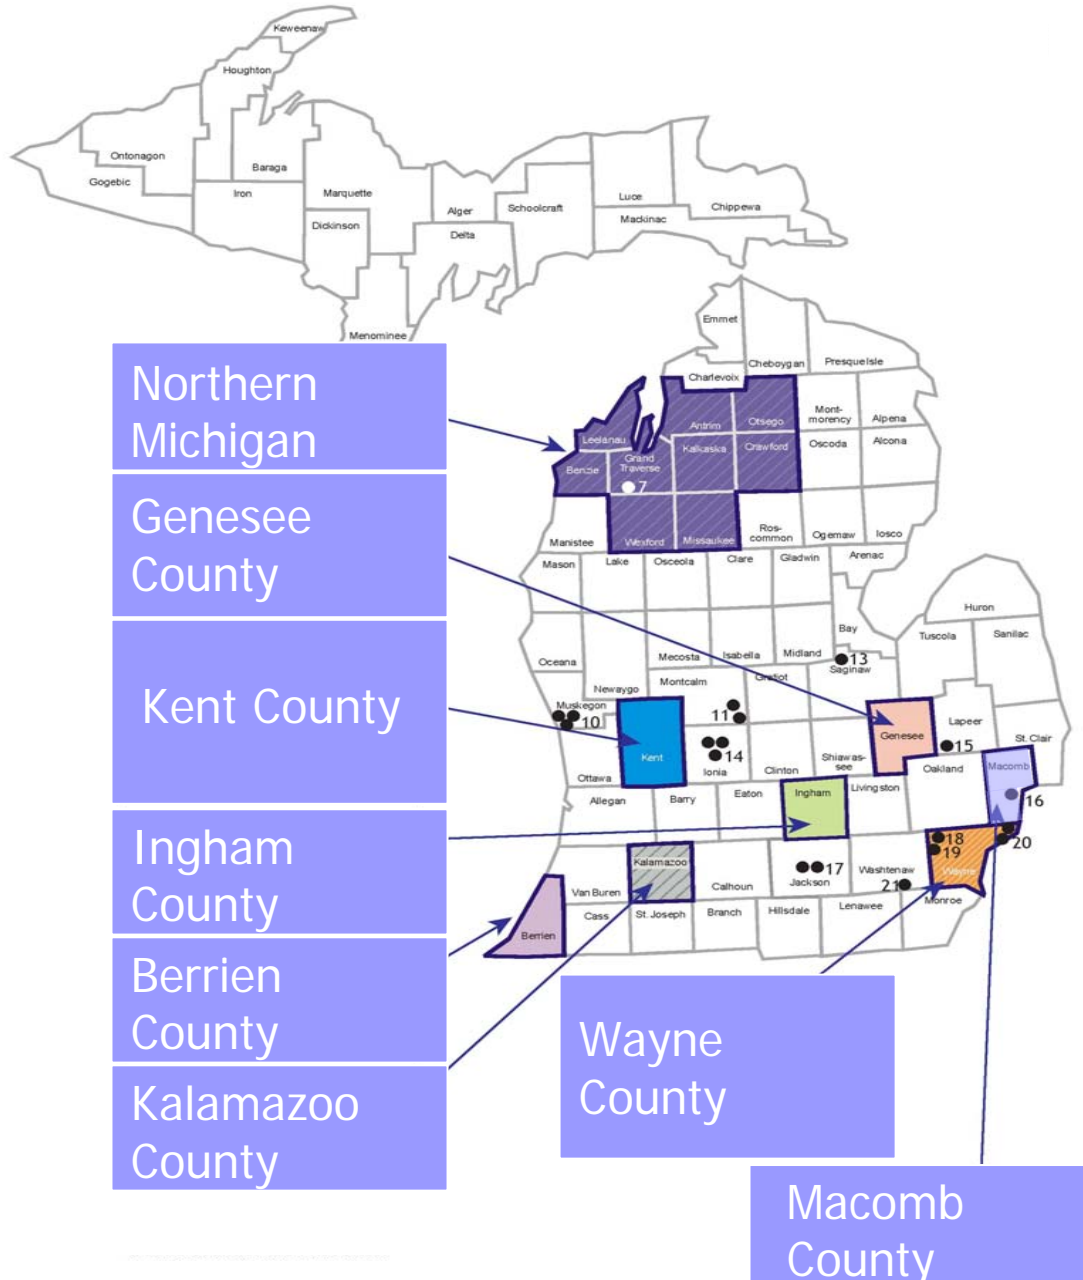 Keweenaw
Houghton
Ontonagon
Baraga
Gogebic
Iron
Marquette
Luce
Alger
Schoolcraft
Chippewa
Dickinson
Mackinac
Delta
Menominee
Emmet
Cheboygan
Presque Isle
Charlevoix
Mont-
morency
Alpena
Antrim
Otsego
Leelanau
Oscoda
Alcona
Grand
Traverse
Kalkaska
Crawford
Benzie
7
Manistee
Wexford
Missaukee
Ros-
common
Ogemaw
Iosco
Mason
Lake
Osceola
Clare
Gladwin
Arenac
Huron
Bay
Tuscola
Sanilac
Oceana
Mecosta
Isabella
Midland
13
Saginaw
Newaygo
Montcalm
Gratiot
Muskegon
10
11
Lapeer
Genesee
St. Clair
Kent
14
Ionia
Clinton
Shiawas-
see
15
Oakland
Macomb
Ottawa
Allegan
Barry
Eaton
Ingham
Livingston
16
18
19
20
Kalamazoo
Van Buren
Calhoun
17
Jackson
Washtenaw
21
Wayne
Monroe
Berrien
Cass
St. Joseph
Branch
Hillsdale
Lenawee
Northern
Michigan
Genesee
County
Kent County
Ingham
County
Berrien
County
Kalamazoo
County
Wayne
County
Macomb
County